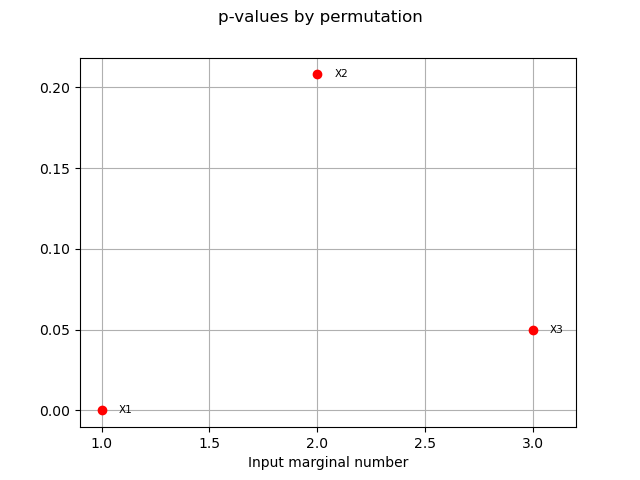 p-values by permutation
0.20
0.15
0.10
0.05
0.00
X2
X3
X1
1.0 1.5 2.0 2.5 3.0
Input marginal number